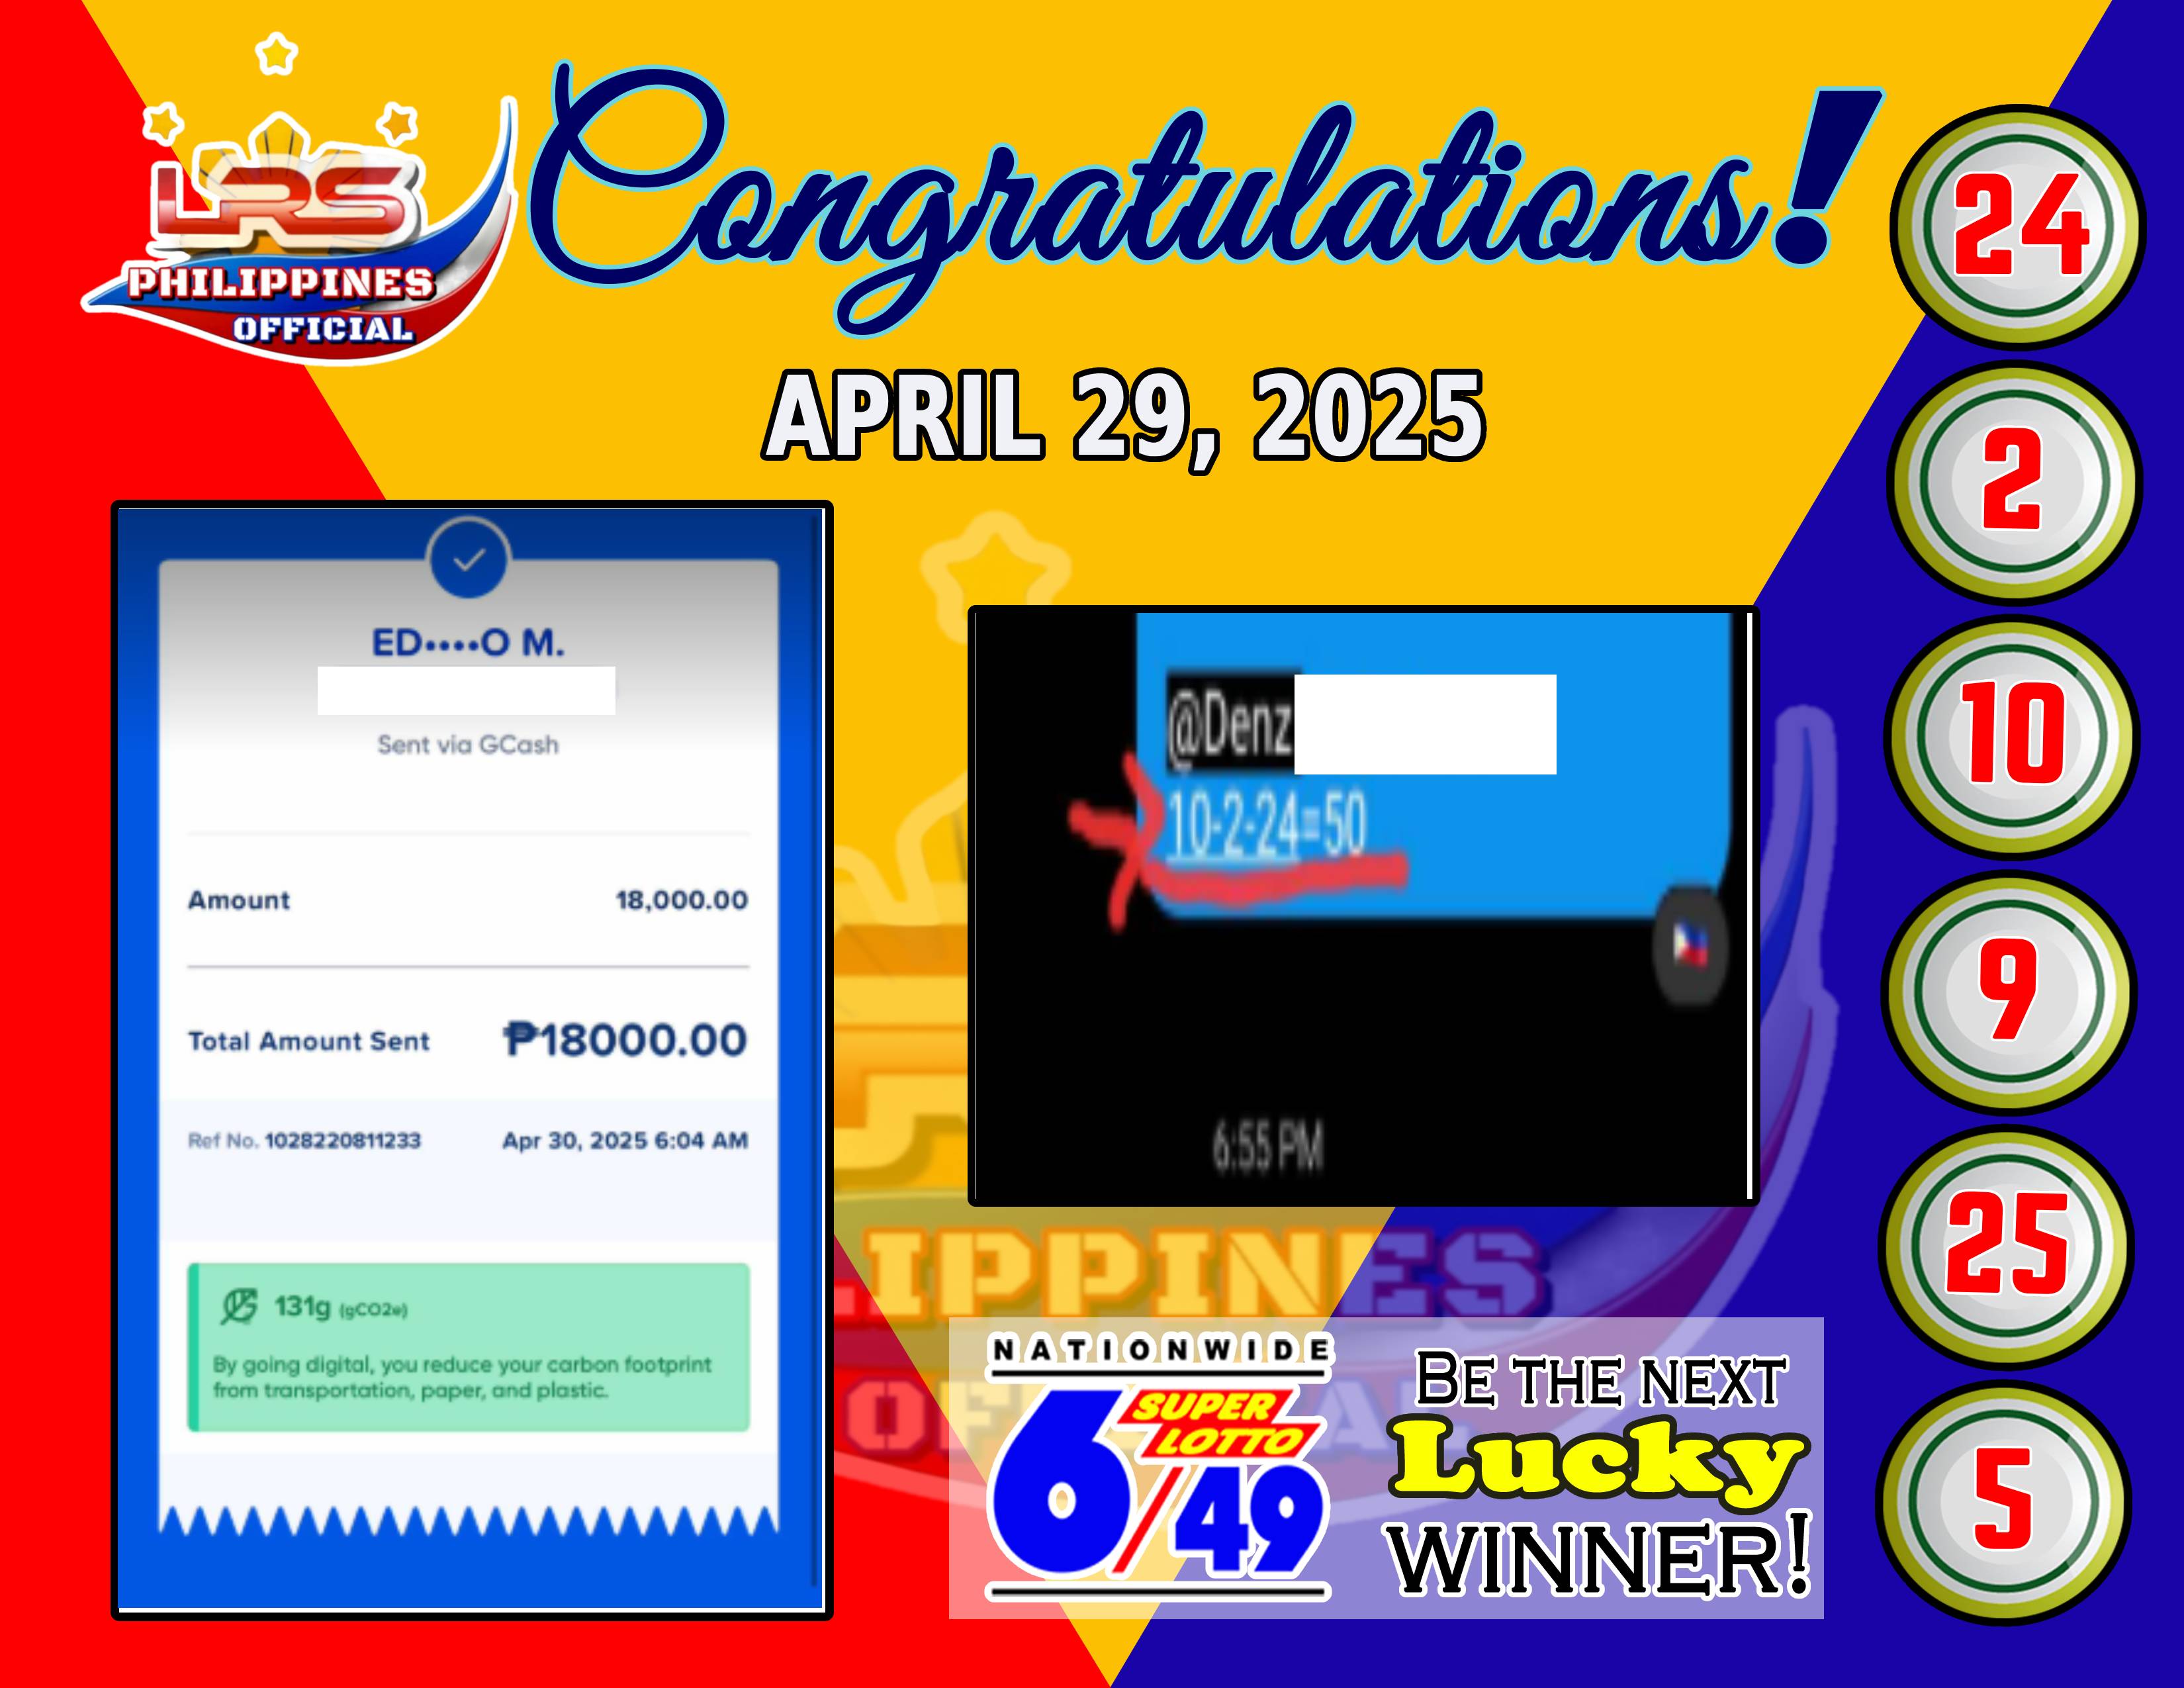 LRS
PHILIPPINES
OFFICIAL
Congratulations!
APRIL 29, 2025
ED••••O M.
Sent via GCash
Amount 18,000.00
Total Amount Sent ₱18000.00
Ref No. 1028220811233 Apr 30, 2025 6:04 AM
131g (gCO2e)
By going digital, you reduce your carbon footprint
from transportation, paper, and plastic.
@Denz
10-2-24=50
6:55 PM
LIPPINES
NATIONWIDE
SUPER
LOTTO
6/49
BE THE NEXT
Lucky
WINNER!
24
2
10
9
25
5